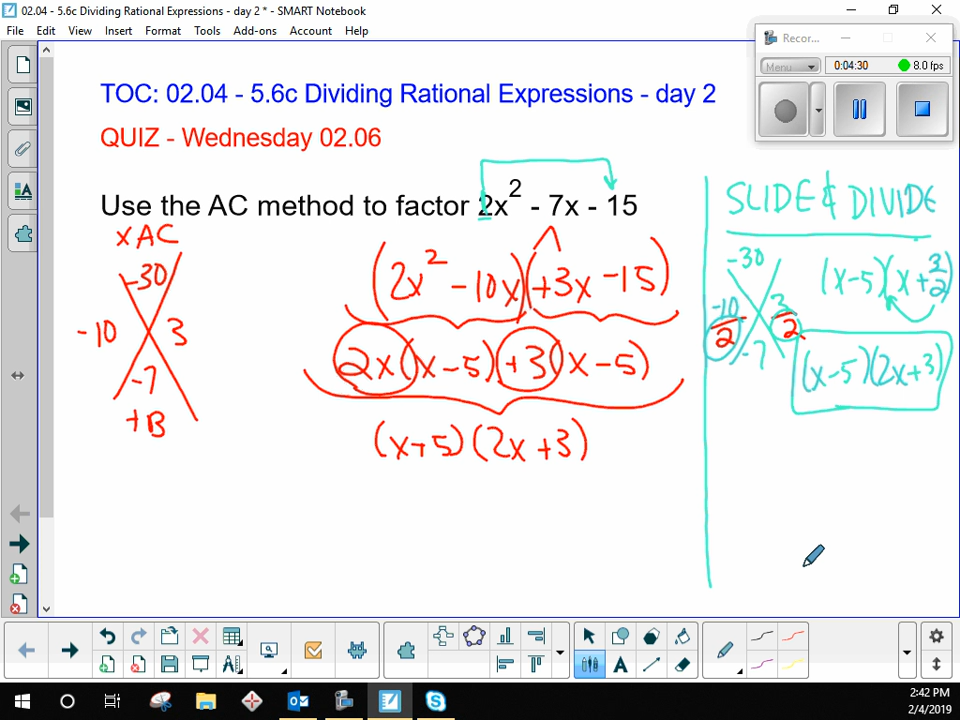 02.04 - 5.6c Dividing Rational Expressions - day 2 * - SMART Notebook
File Edit View Insert Format Tools Add-ons Account Help
Recor...
Menu
0:04:30
8.0 fps
TOC: 02.04 - 5.6c Dividing Rational Expressions - day 2
QUIZ - Wednesday 02.06
Use the AC method to factor 2x² - 7x - 15
x AC
-30
-10 3
-7
+B
(2x² - 10x)(+3x - 15)
2x(x - 5) +3(x - 5)
(x + 5)(2x + 3)
SLIDE & DIVIDE
-30
-10/2 3/2
-7
(x - 5)(x + 3/2)
(x - 5)(2x + 3)
2:42 PM
2/4/2019